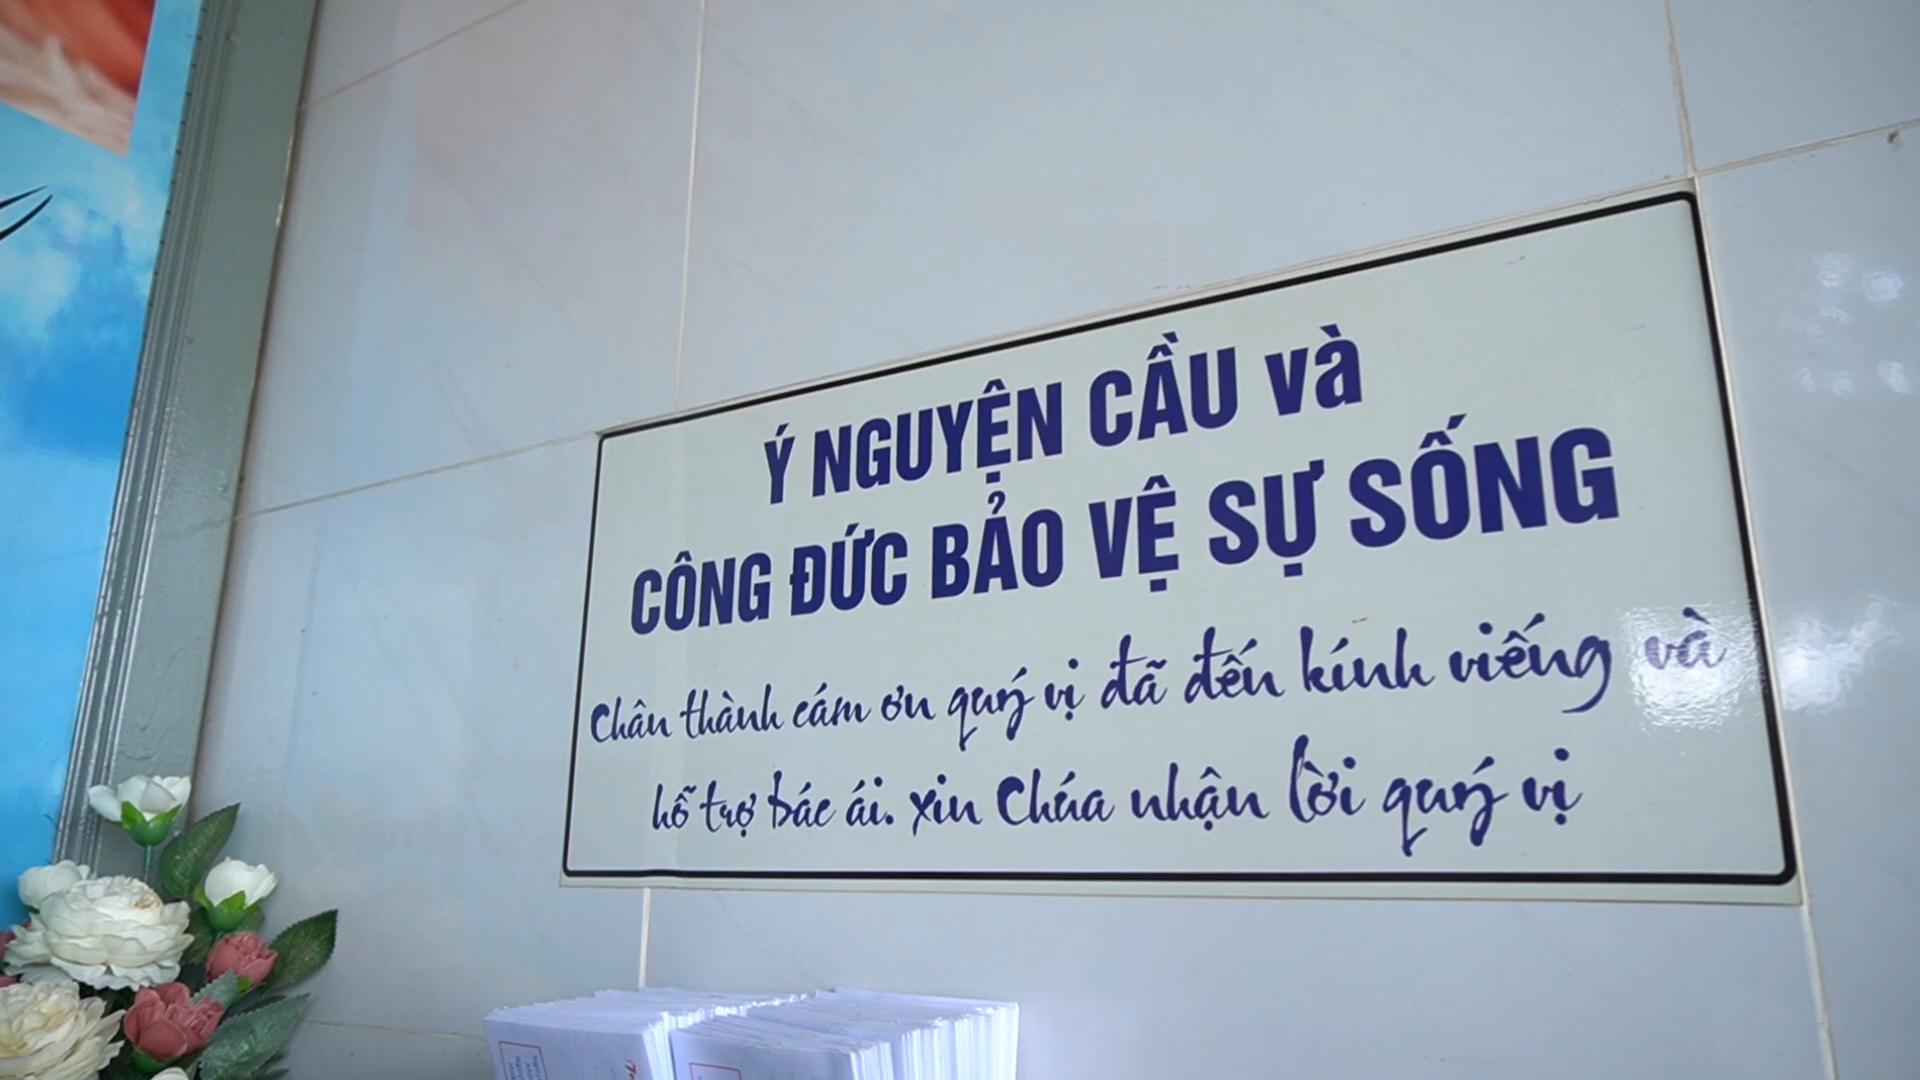 Ý NGUYỆN CẦU và
CÔNG ĐỨC BẢO VỆ SỰ SỐNG
Chân thành cám ơn quý vị đã đến kính viếng và
hỗ trợ bác ái. xin Chúa nhận lời quý vị